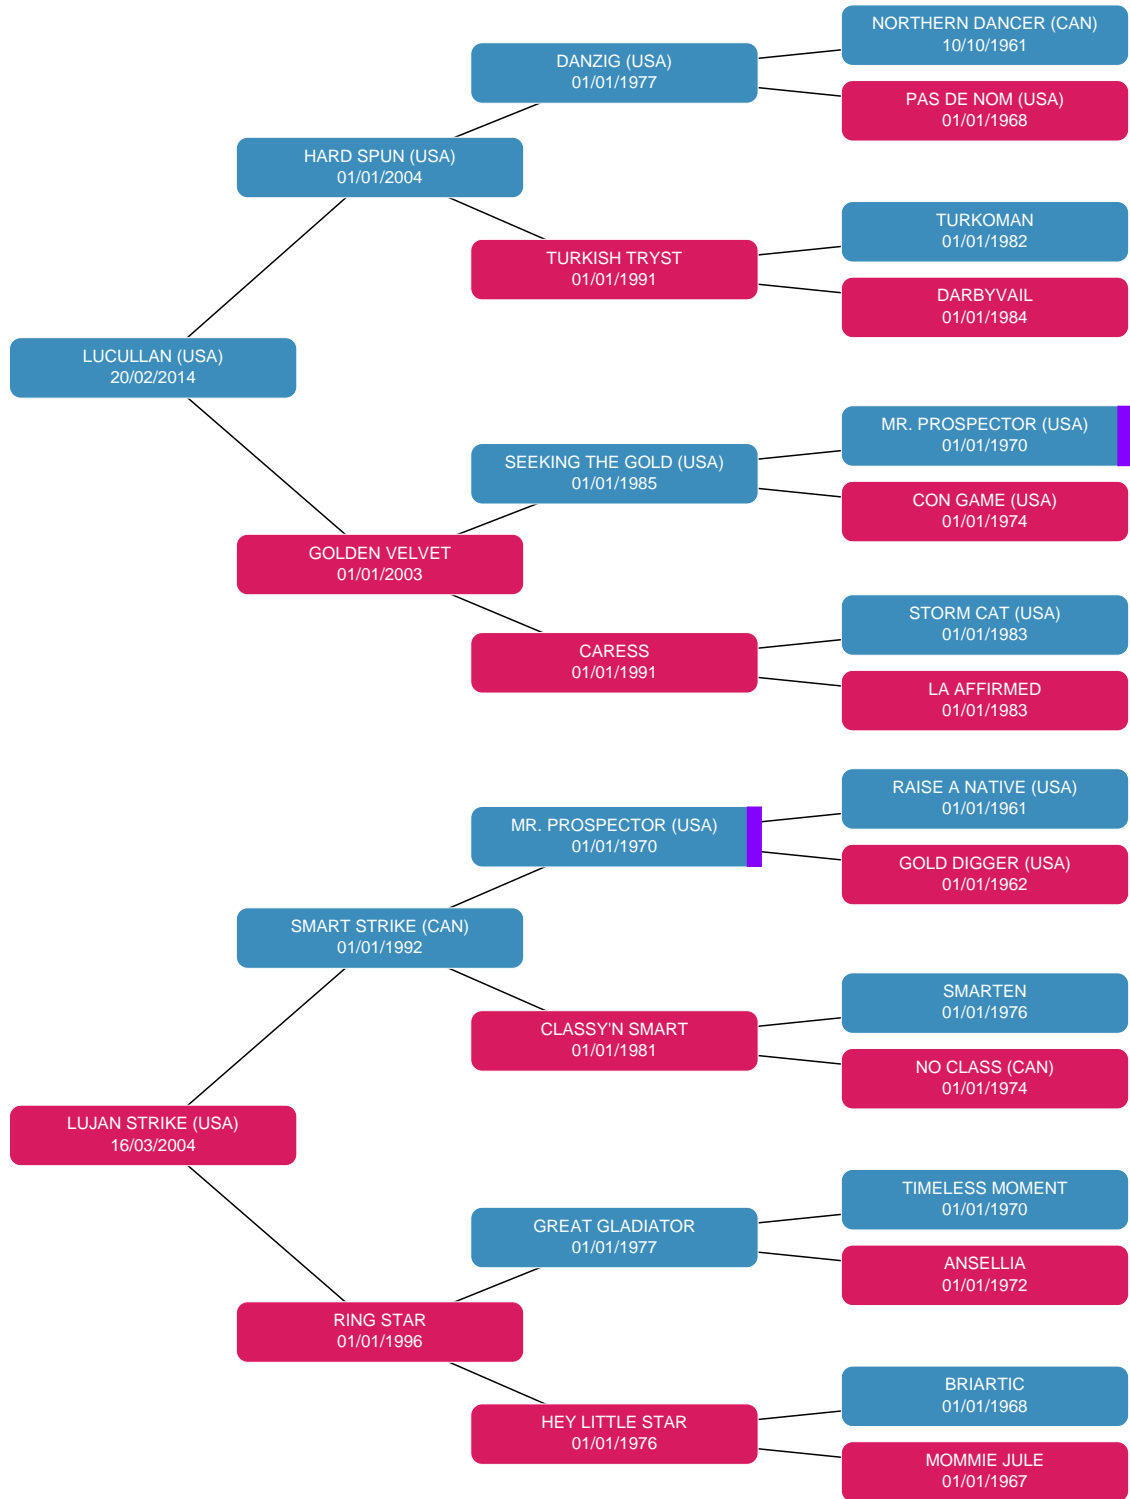 NORTHERN DANCER (CAN)
10/10/1961
DANZIG (USA)
01/01/1977
PAS DE NOM (USA)
01/01/1968
HARD SPUN (USA)
01/01/2004
TURKOMAN
01/01/1982
TURKISH TRYST
01/01/1991
DARBYVAIL
01/01/1984
LUCULLAN (USA)
20/02/2014
MR. PROSPECTOR (USA)
01/01/1970
SEEKING THE GOLD (USA)
01/01/1985
CON GAME (USA)
01/01/1974
GOLDEN VELVET
01/01/2003
STORM CAT (USA)
01/01/1983
CARESS
01/01/1991
LA AFFIRMED
01/01/1983
RAISE A NATIVE (USA)
01/01/1961
MR. PROSPECTOR (USA)
01/01/1970
GOLD DIGGER (USA)
01/01/1962
SMART STRIKE (CAN)
01/01/1992
SMARTEN
01/01/1976
CLASSY'N SMART
01/01/1981
NO CLASS (CAN)
01/01/1974
LUJAN STRIKE (USA)
16/03/2004
TIMELESS MOMENT
01/01/1970
GREAT GLADIATOR
01/01/1977
ANSELLIA
01/01/1972
RING STAR
01/01/1996
BRIARTIC
01/01/1968
HEY LITTLE STAR
01/01/1976
MOMMIE JULE
01/01/1967